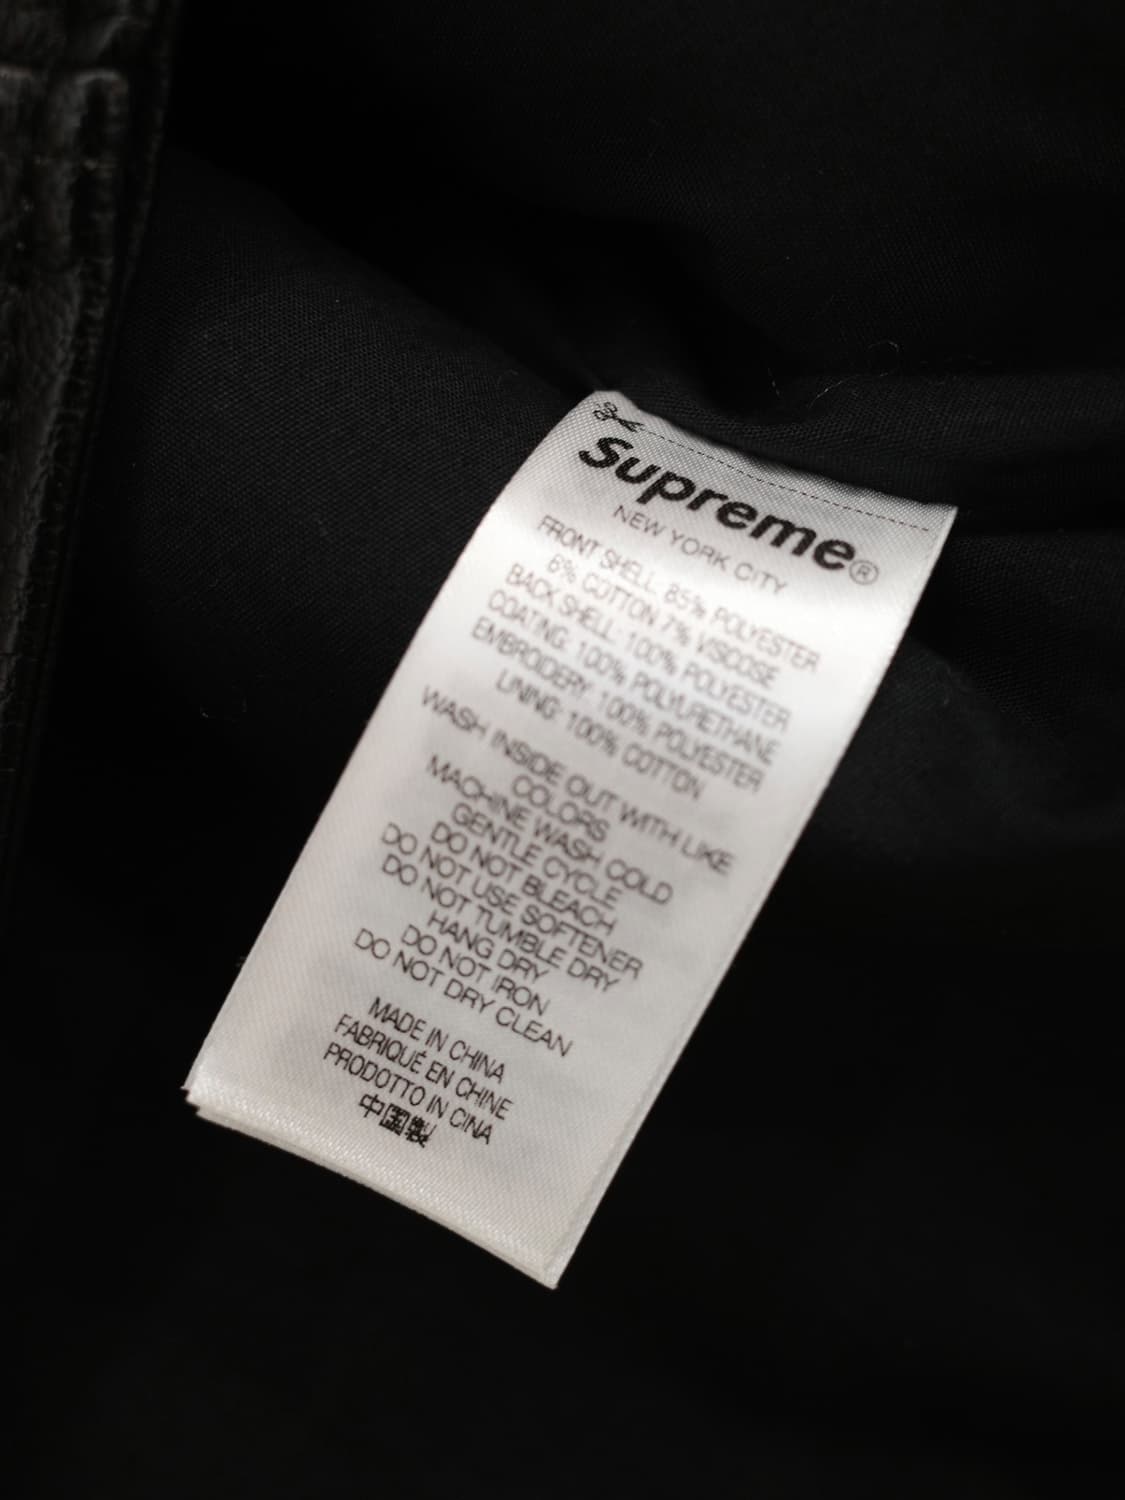 Supreme®
NEW YORK CITY
FRONT SHELL: 85% POLYESTER
6% COTTON 7% VISCOSE
BACK SHELL: 100% POLYESTER
COATING: 100% POLYURETHANE
EMBROIDERY: 100% POLYESTER
LINING: 100% COTTON
WASH INSIDE OUT WITH LIKE
COLORS
MACHINE WASH COLD
GENTLE CYCLE
DO NOT BLEACH
DO NOT USE SOFTENER
DO NOT TUMBLE DRY
HANG DRY
DO NOT IRON
DO NOT DRY CLEAN
MADE IN CHINA
FABRIQUÉ EN CHINE
PRODOTTO IN CINA
中国製